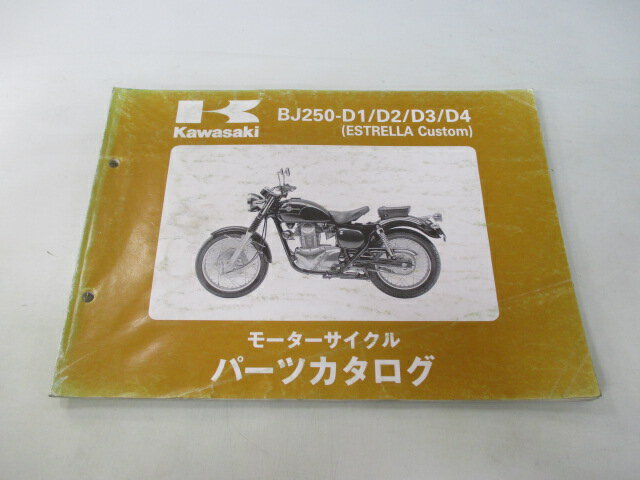 Kawasaki
BJ250-D1/D2/D3/D4
(ESTRELLA Custom)
モーターサイクル
パーツカタログ